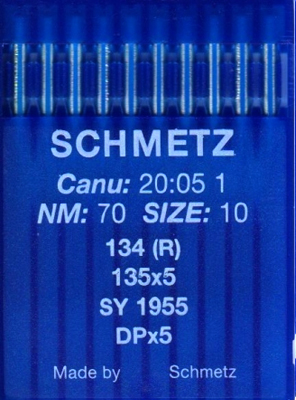 SCHMETZ
Canu: 20:05 1
NM: 70 SIZE: 10
134 (R)
135x5
SY 1955
DPx5
Made by Schmetz